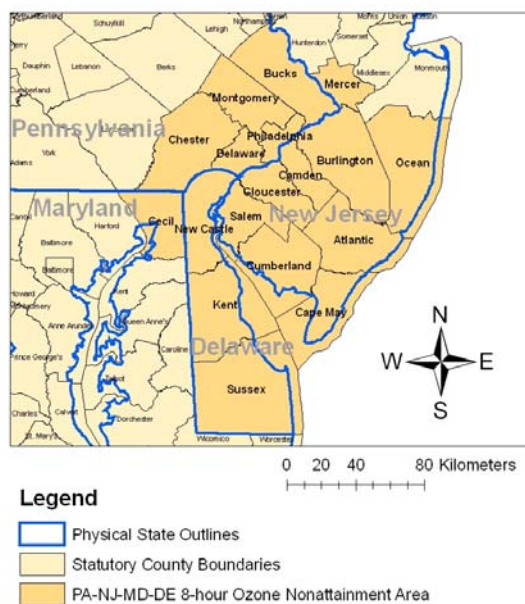 Schuylkill
Lehigh
Hunterdon
Somerset
Union
Middlesex
Monmouth
Dauphin
Lebanon
Berks
Cumberland
Bucks
Mercer
Montgomery
Pennsylvania
Philadelphia
Chester
Delaware
Burlington
Ocean
York
Adams
Camden
Gloucester
Maryland
Harford
Cecil
New Castle
Salem
New Jersey
Baltimore
Atlantic
Baltimore
Cumberland
Kent
Kent
Cape May
Anne Arundel
Queen Anne's
Delaware
Prince George's
Caroline
Talbot
Sussex
Charles
Calvert
Dorchester
St. Mary's
Wicomico
Worcester
N
W E
S
0 20 40 80 Kilometers
Legend
Physical State Outlines
Statutory County Boundaries
PA-NJ-MD-DE 8-hour Ozone Nonattainment Area